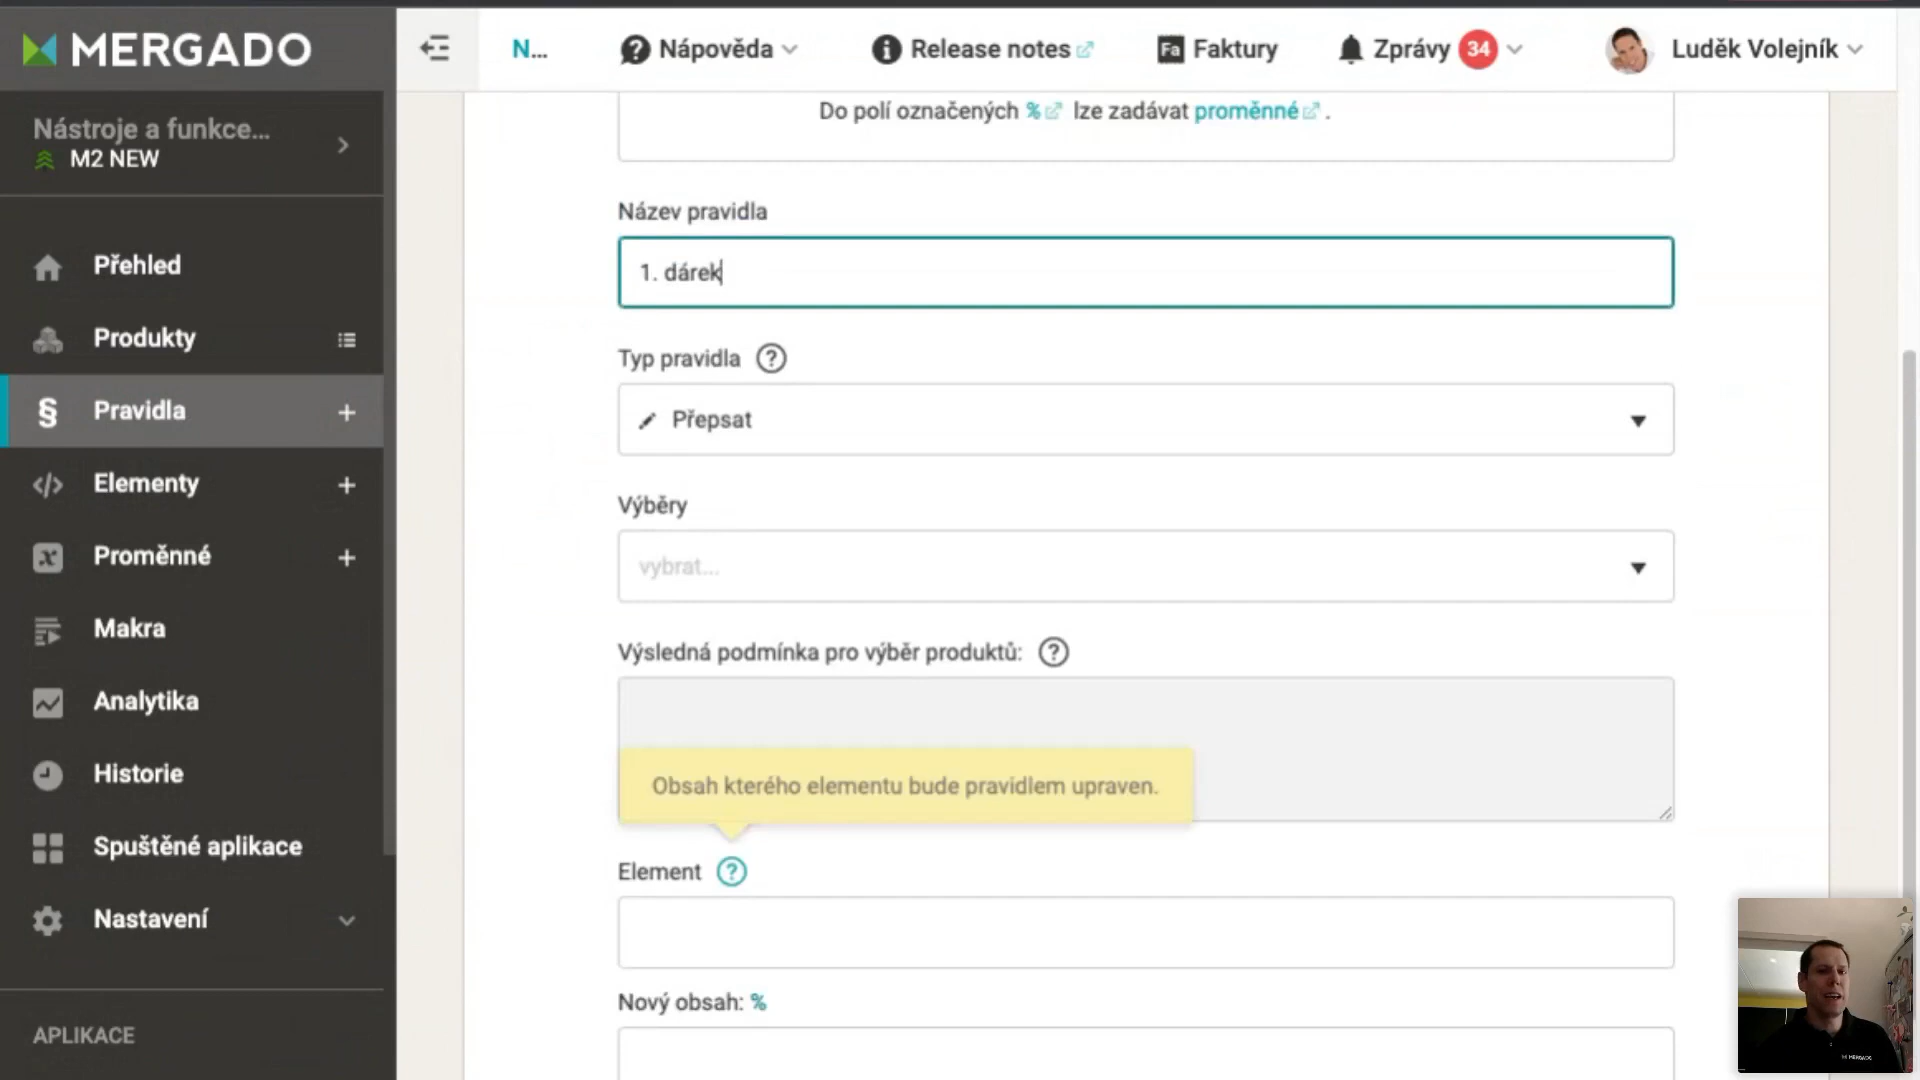 MERGADO
N...
Nápověda
Release notes
Fa Faktury
Zprávy 34
Luděk Volejník
Nástroje a funkce...
M2 NEW
Přehled
Produkty
§ Pravidla +
</> Elementy +
x Proměnné +
Makra
Analytika
Historie
Spuštěné aplikace
Nastavení
APLIKACE
Do polí označených % lze zadávat proměnné .
Název pravidla
1. dárek
Typ pravidla ?
Přepsat
Výběry
vybrat...
Výsledná podmínka pro výběr produktů: ?
Obsah kterého elementu bude pravidlem upraven.
Element ?
Nový obsah: %
MERGADO